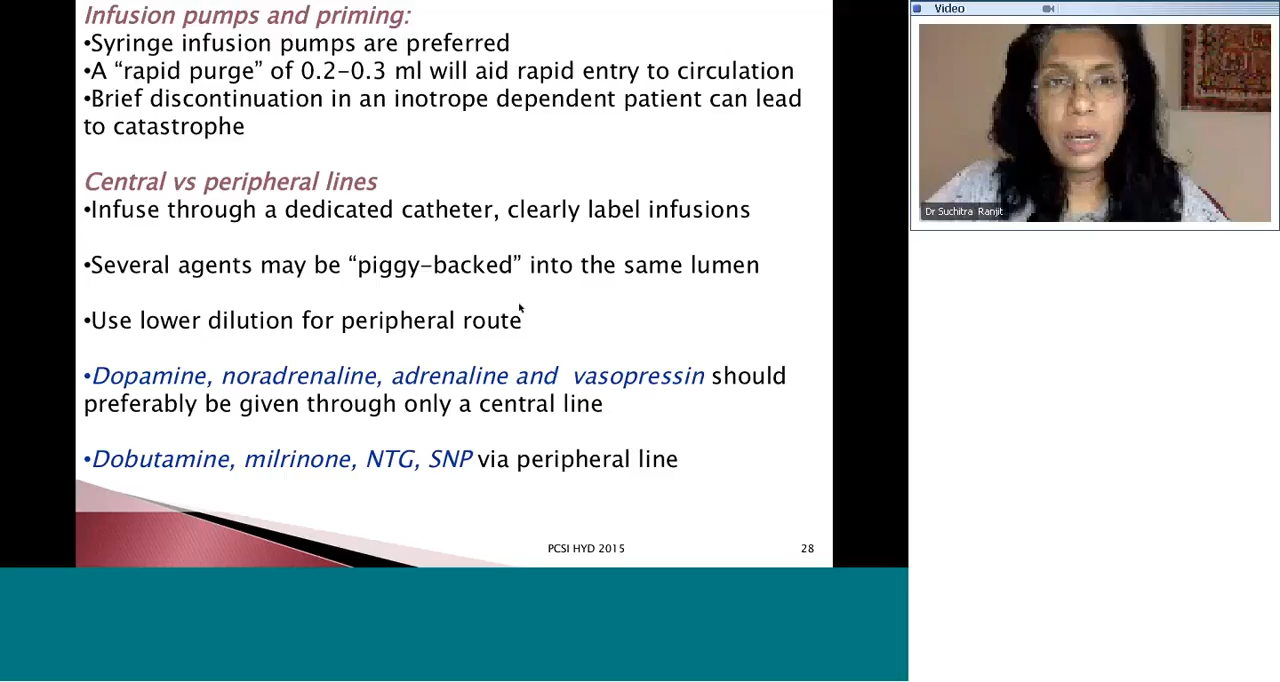 Infusion pumps and priming:
•Syringe infusion pumps are preferred
•A “rapid purge” of 0.2–0.3 ml will aid rapid entry to circulation
•Brief discontinuation in an inotrope dependent patient can lead
to catastrophe
Central vs peripheral lines
•Infuse through a dedicated catheter, clearly label infusions
•Several agents may be “piggy–backed” into the same lumen
•Use lower dilution for peripheral route
•Dopamine, noradrenaline, adrenaline and  vasopressin should
preferably be given through only a central line
•Dobutamine, milrinone, NTG, SNP via peripheral line
PCSI HYD 2015
28
Video
Dr Suchitra Ranjit